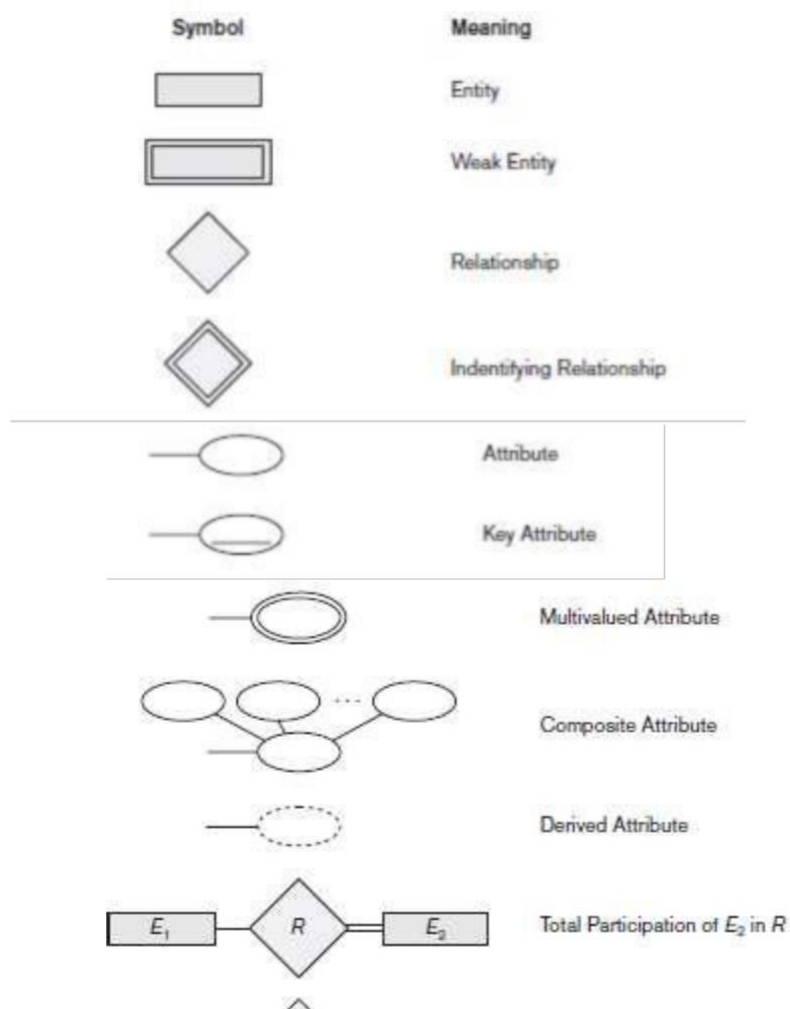 Symbol Meaning
Entity
Weak Entity
Relationship
Indentifying Relationship
Attribute
Key Attribute
Multivalued Attribute
...
Composite Attribute
Derived Attribute
E₁ R E₂ Total Participation of E₂ in R